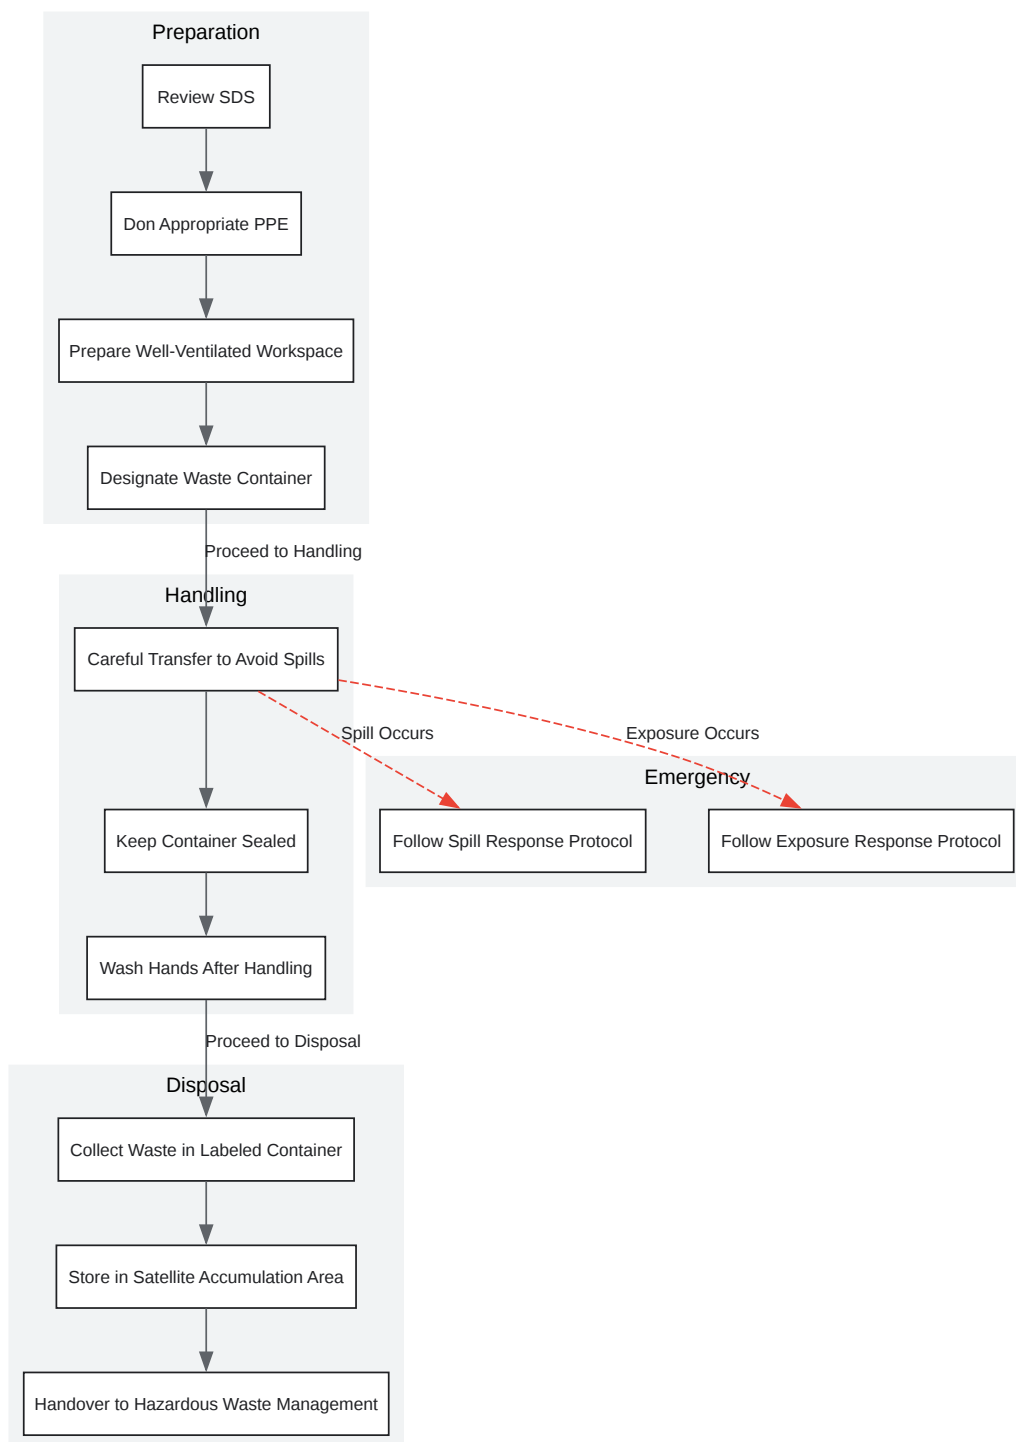 Preparation
Review SDS
Don Appropriate PPE
Prepare Well-Ventilated Workspace
Designate Waste Container
Proceed to Handling
Handling
Careful Transfer to Avoid Spills
Spill Occurs
Exposure Occurs
Emergency
Keep Container Sealed
Follow Spill Response Protocol
Follow Exposure Response Protocol
Wash Hands After Handling
Proceed to Disposal
Disposal
Collect Waste in Labeled Container
Store in Satellite Accumulation Area
Handover to Hazardous Waste Management